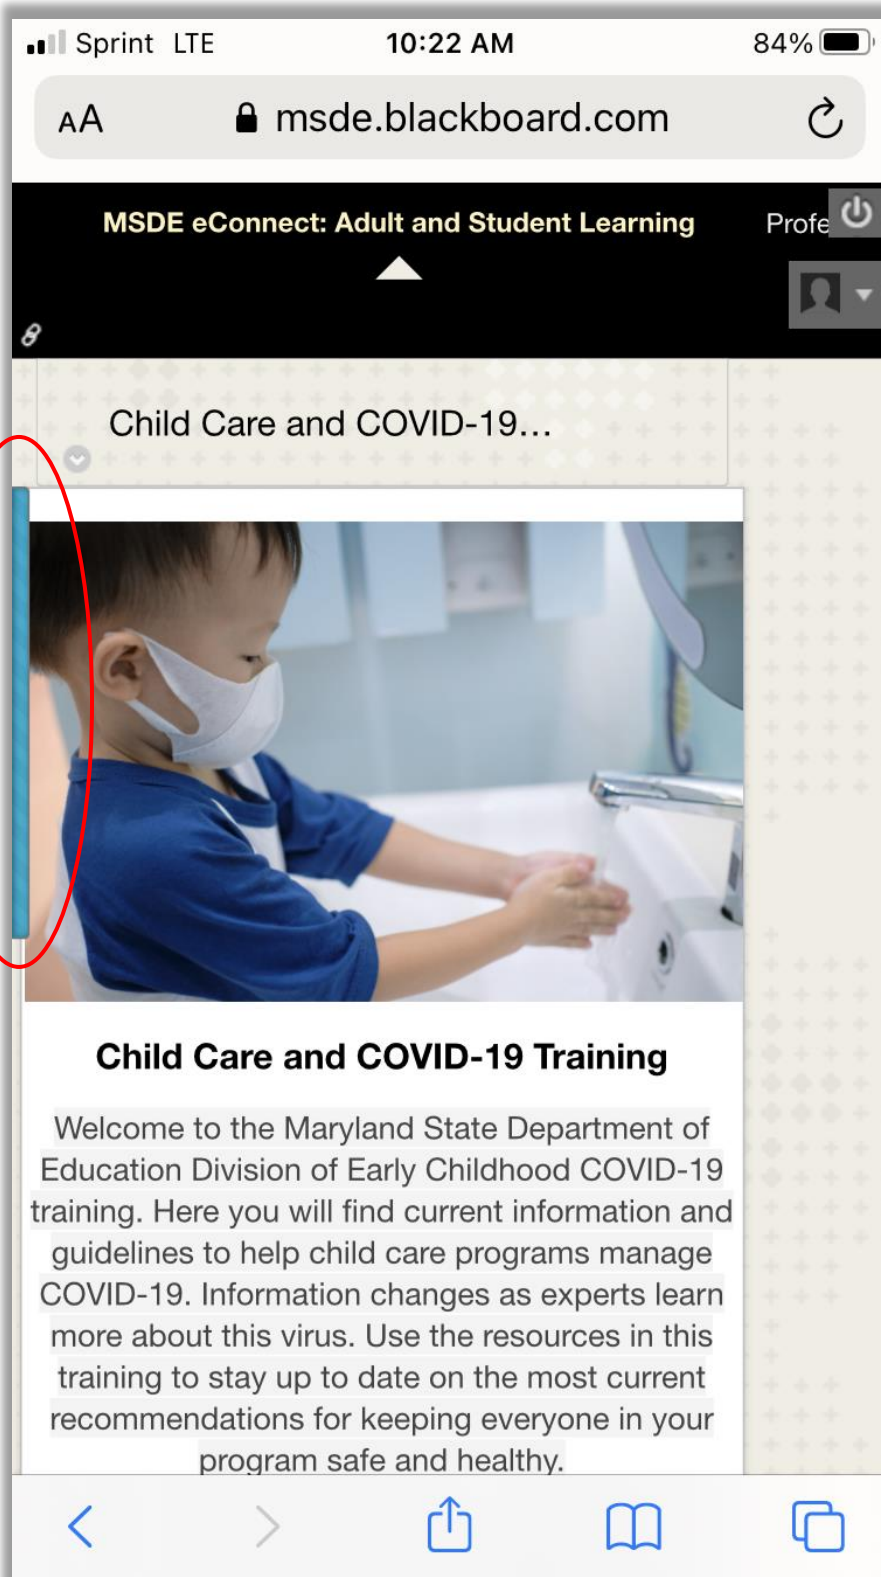 Sprint LTE 10:22 AM 84%
AA msde.blackboard.com
MSDE eConnect: Adult and Student Learning Profe
Child Care and COVID-19...
Child Care and COVID-19 Training
Welcome to the Maryland State Department of
Education Division of Early Childhood COVID-19
training. Here you will find current information and
guidelines to help child care programs manage
COVID-19. Information changes as experts learn
more about this virus. Use the resources in this
training to stay up to date on the most current
recommendations for keeping everyone in your
program safe and healthy.